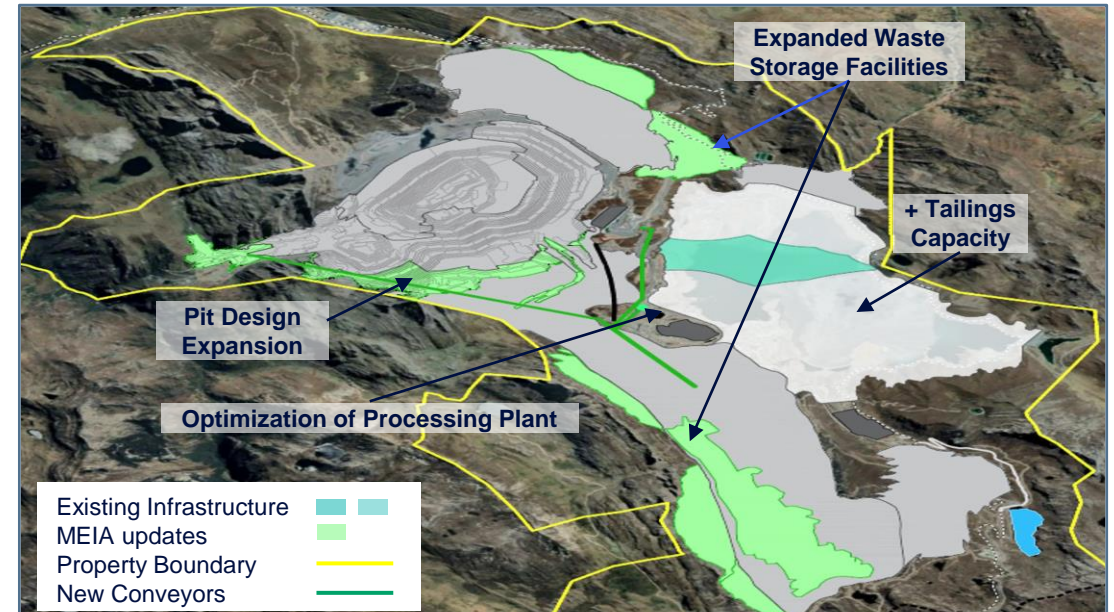 Expanded Waste
Storage Facilities
+ Tailings
Capacity
Pit Design
Expansion
Optimization of Processing Plant
Existing Infrastructure
MEIA updates
Property Boundary
New Conveyors